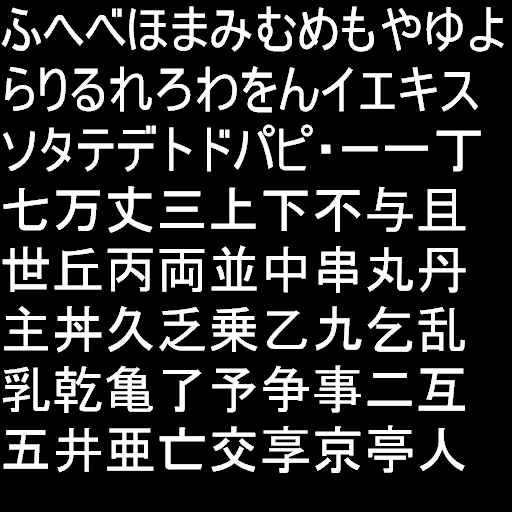 ふへべほまみむめもやゆよ
らりるれろわをんイエキス
ソタテデトドパピ・ー一丁
七万丈三上下不与且
世丘丙両並中串丸丹
主丼久乏乗乙九乞乱
乳乾亀了予争事二互
五井亜亡交享京亭人